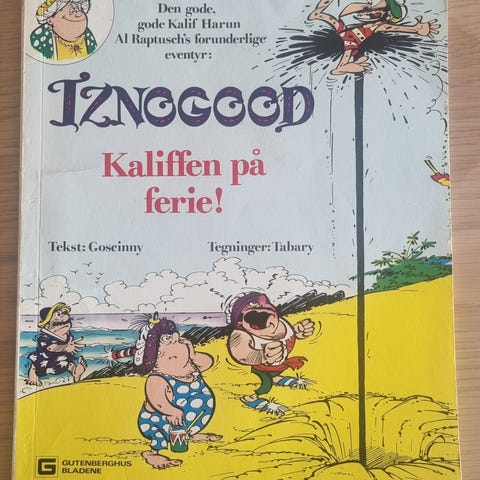 Den gode,
gode Kalif Harun
Al Raptusch's forunderlige
eventyr:
IZNOGOOD
Kaliffen på
ferie!
Tekst: Goscinny Tegninger: Tabary
G GUTENBERGHUS
BLADENE